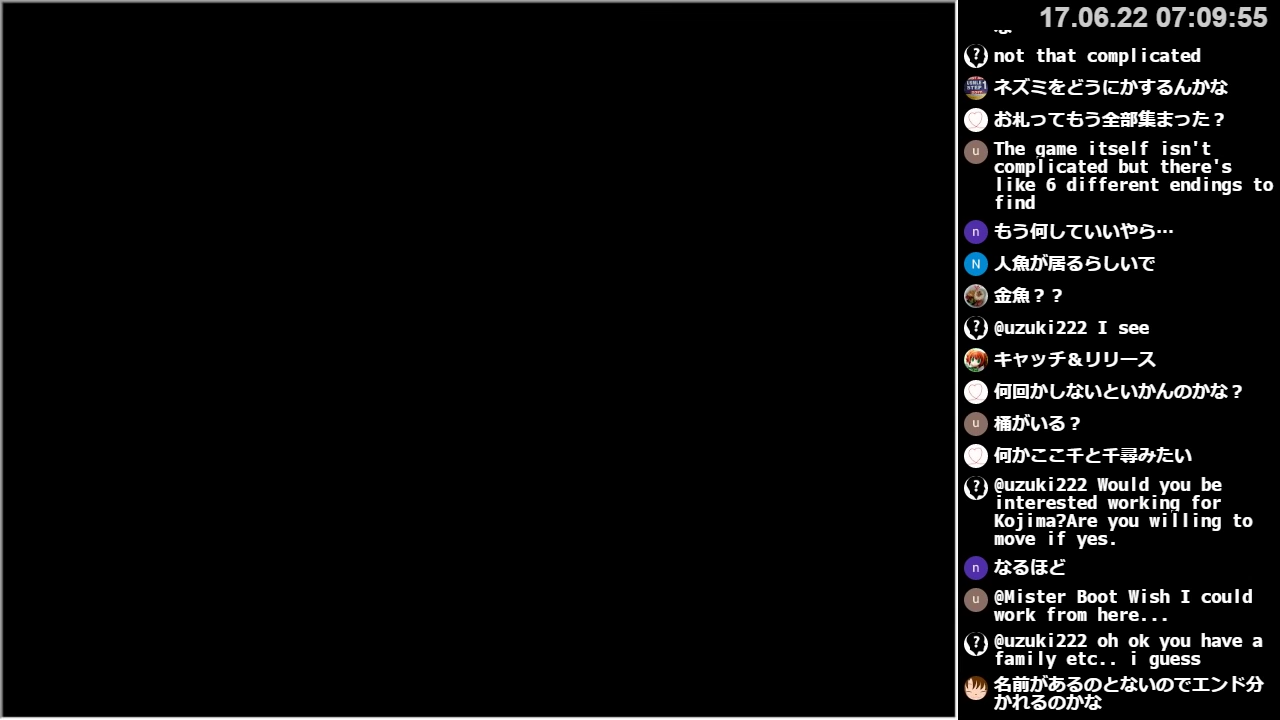 17.06.22 07:09:55
not that complicated
ネズミをどうにかするんかな
お札ってもう全部集まった？
u
The game itself isn't
complicated but there's
like 6 different endings to
find
n
もう何していいやら…
N
人魚が居るらしいで
金魚？？
@uzuki222 I see
キャッチ&リリース
何回かしないといかんのかな？
u
桶がいる？
何かここ千と千尋みたい
@uzuki222 Would you be
interested working for
Kojima?Are you willing to
move if yes.
n
なるほど
u
@Mister Boot Wish I could
work from here...
@uzuki222 oh ok you have a
family etc.. i guess
名前があるのとないのでエンド分
かれるのかな